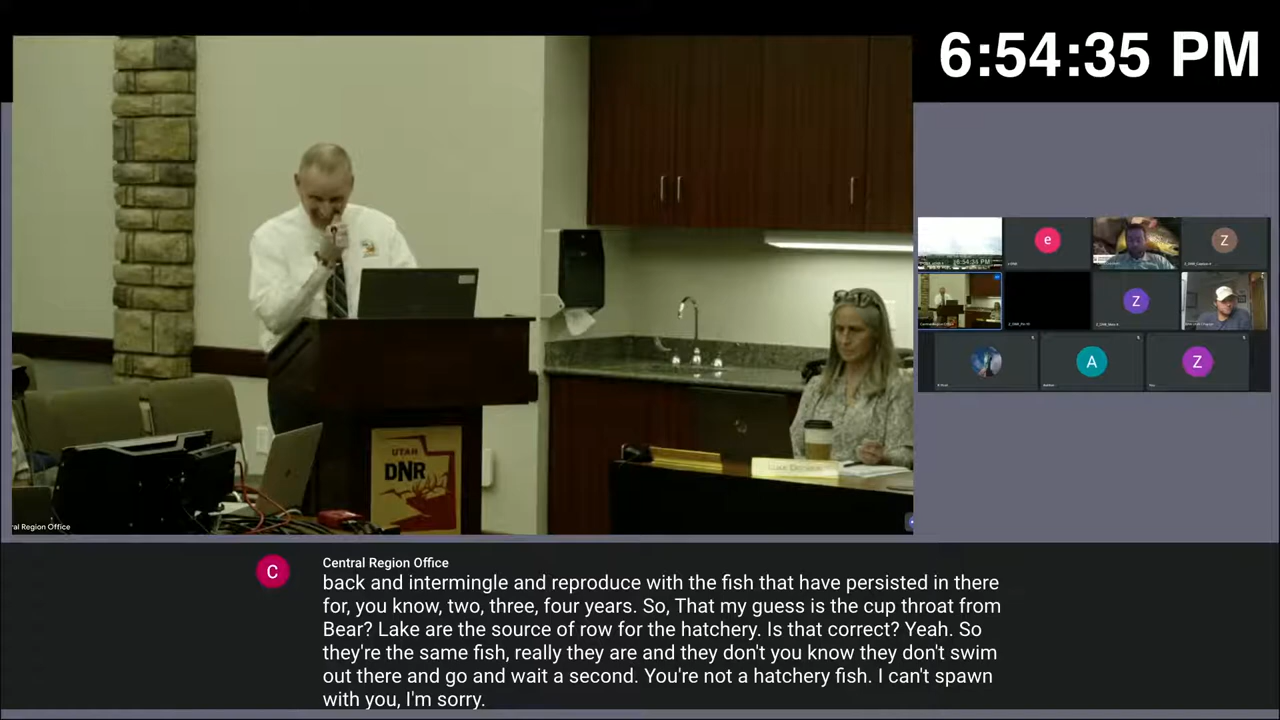 6:54:35 PM
e
Z
Z
A
Z
UTAH
DNR
ral Region Office
C
Central Region Office
back and intermingle and reproduce with the fish that have persisted in there
for, you know, two, three, four years. So, That my guess is the cup throat from
Bear? Lake are the source of row for the hatchery. Is that correct? Yeah. So
they're the same fish, really they are and they don't you know they don't swim
out there and go and wait a second. You're not a hatchery fish. I can't spawn
with you, I'm sorry.